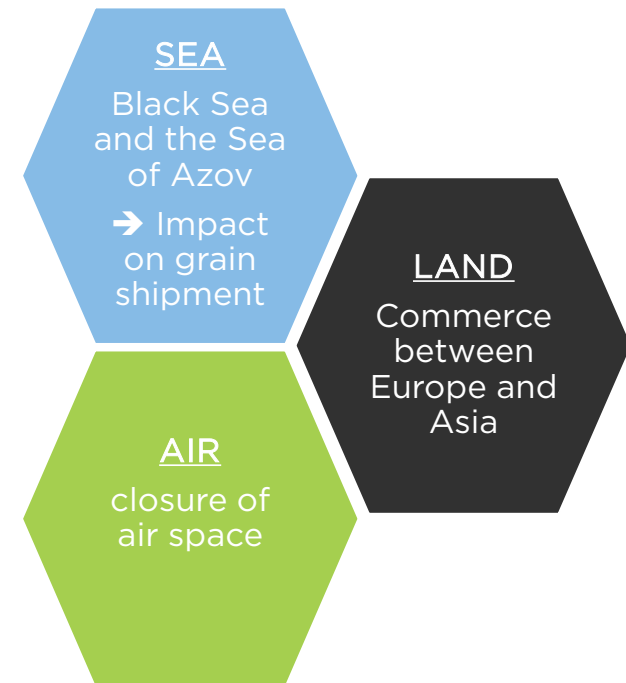 SEA
Black Sea
and the Sea
of Azov
➔ Impact
on grain
shipment
LAND
Commerce
between
Europe and
Asia
AIR
closure of
air space